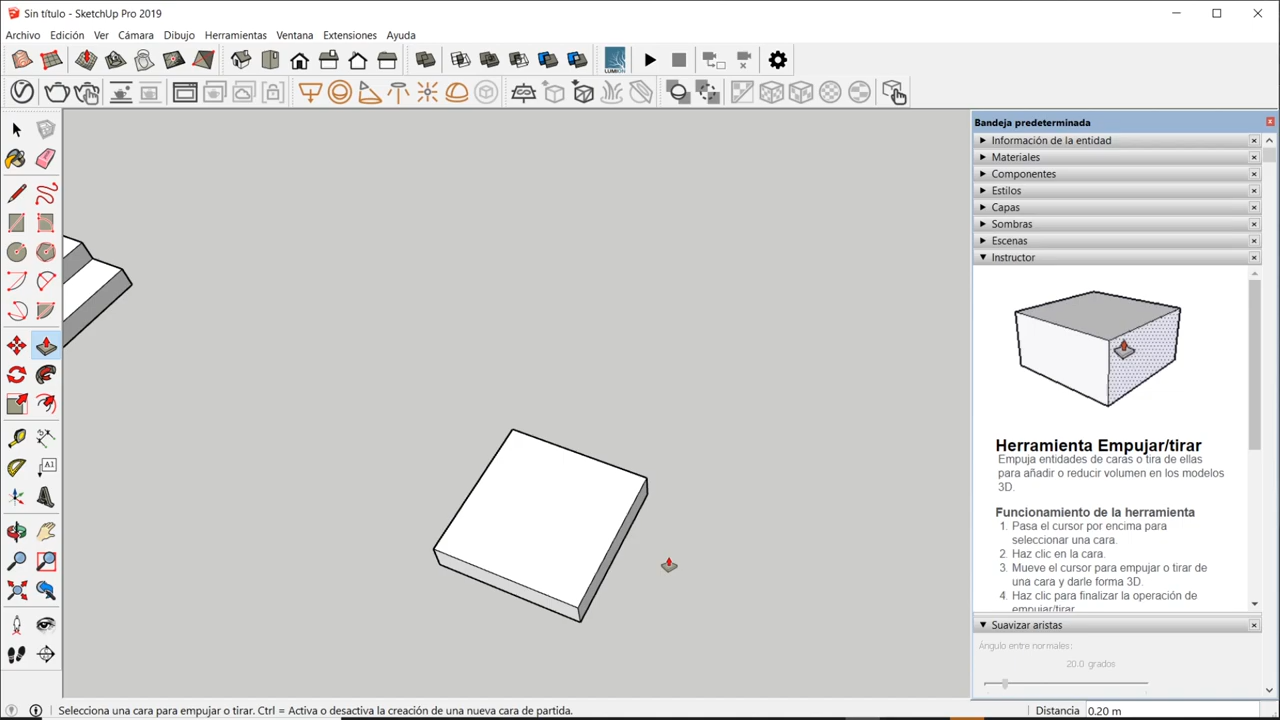 Sin título - SketchUp Pro 2019
Archivo Edición Ver Cámara Dibujo Herramientas Ventana Extensiones Ayuda
LUMION
Bandeja predeterminada
Información de la entidad
Materiales
Componentes
Estilos
Capas
Sombras
Escenas
Instructor
A1
Herramienta Empujar/tirar
Empuja entidades de caras o tira de ellas
para añadir o reducir volumen en los modelos
3D.
Funcionamiento de la herramienta
1. Pasa el cursor por encima para
seleccionar una cara.
2. Haz clic en la cara.
3. Mueve el cursor para empujar o tirar de
una cara y darle forma 3D.
4. Haz clic para finalizar la operación de
empujar/tirar
Suavizar aristas
Ángulo entre normales:
20.0 grados
Selecciona una cara para empujar o tirar. Ctrl = Activa o desactiva la creación de una nueva cara de partida.
Distancia 0.20 m